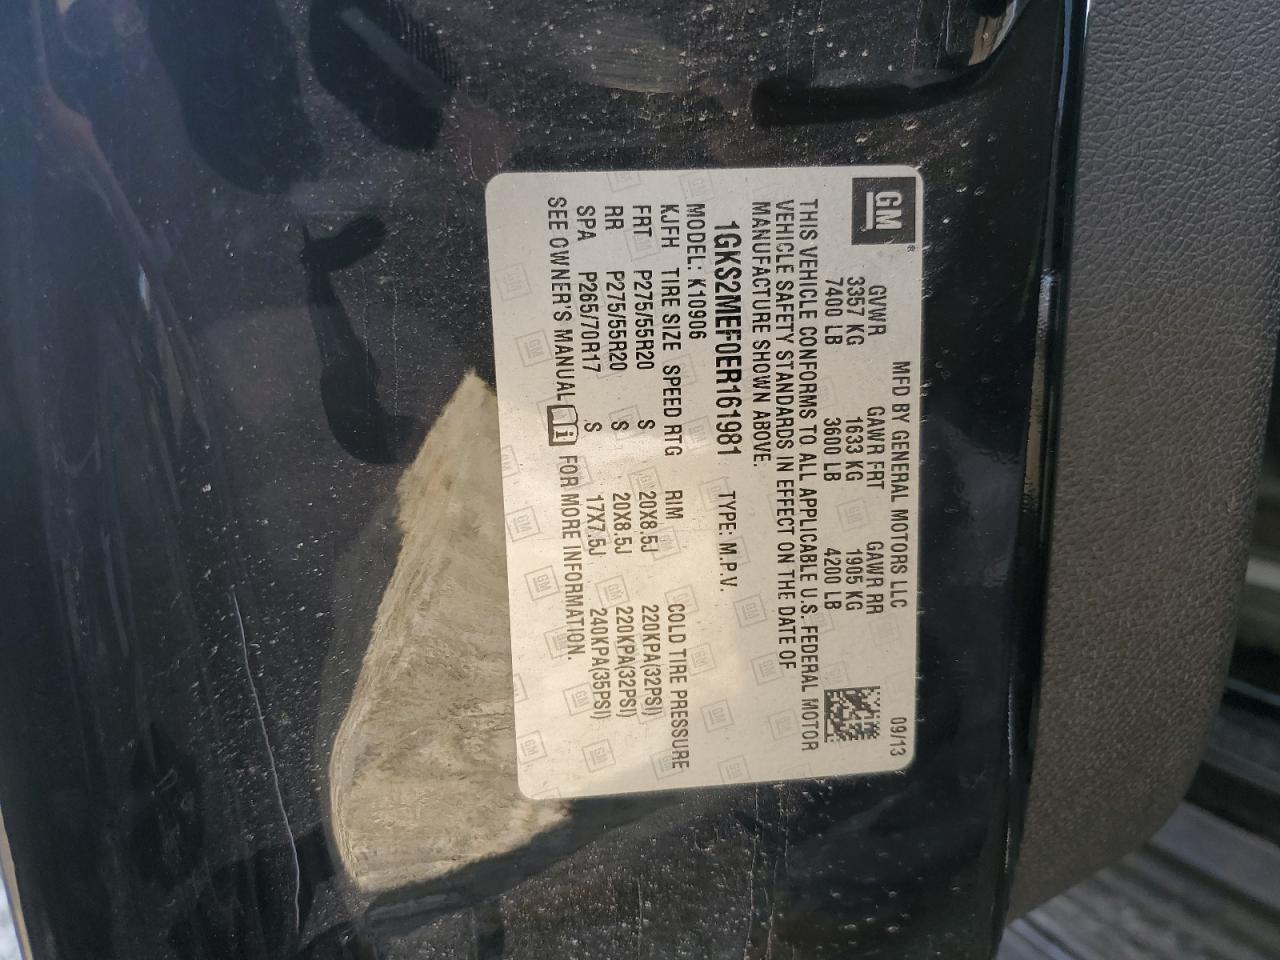 GM®
MFD BY GENERAL MOTORS LLC 09/13
GVWR GAWR FRT GAWR RR
3357 KG 1633 KG 1905 KG
7400 LB 3600 LB 4200 LB
THIS VEHICLE CONFORMS TO ALL APPLICABLE U.S. FEDERAL MOTOR
VEHICLE SAFETY STANDARDS IN EFFECT ON THE DATE OF
MANUFACTURE SHOWN ABOVE.
1GKS2MEF0ER161981 TYPE: M.P.V.
MODEL: K10906
KJFH TIRE SIZE SPEED RTG RIM COLD TIRE PRESSURE
FRT P275/55R20 S 20X8.5J 220KPA(32PSI)
RR P275/55R20 S 20X8.5J 220KPA(32PSI)
SPA P265/70R17 S 17X7.5J 240KPA(35PSI)
SEE OWNER'S MANUAL i FOR MORE INFORMATION.